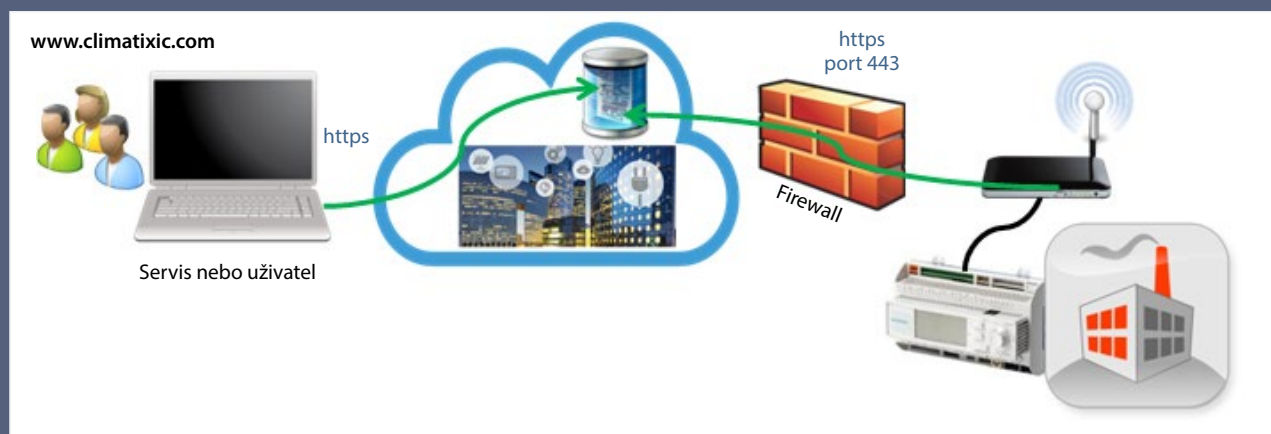 www.climatixic.com
https
port 443
https
Firewall
Servis nebo uživatel